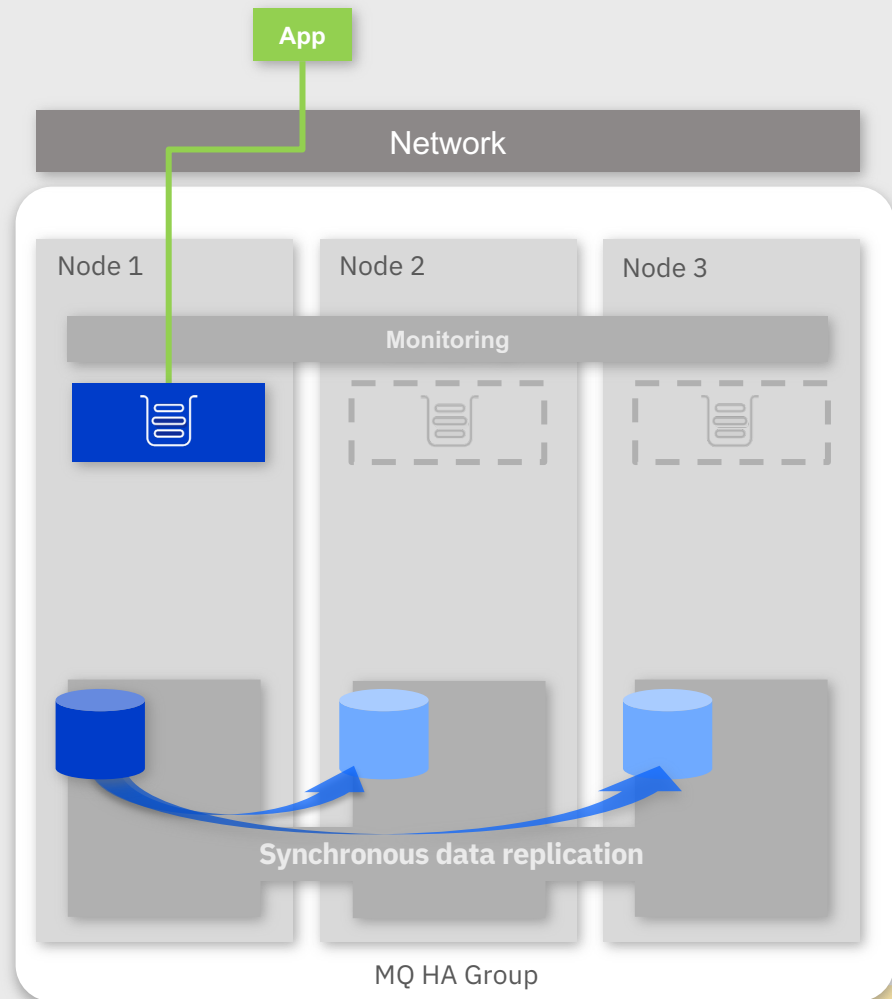 App
Network
Node 1
Node 2
Node 3
Monitoring
Synchronous data replication
MQ HA Group